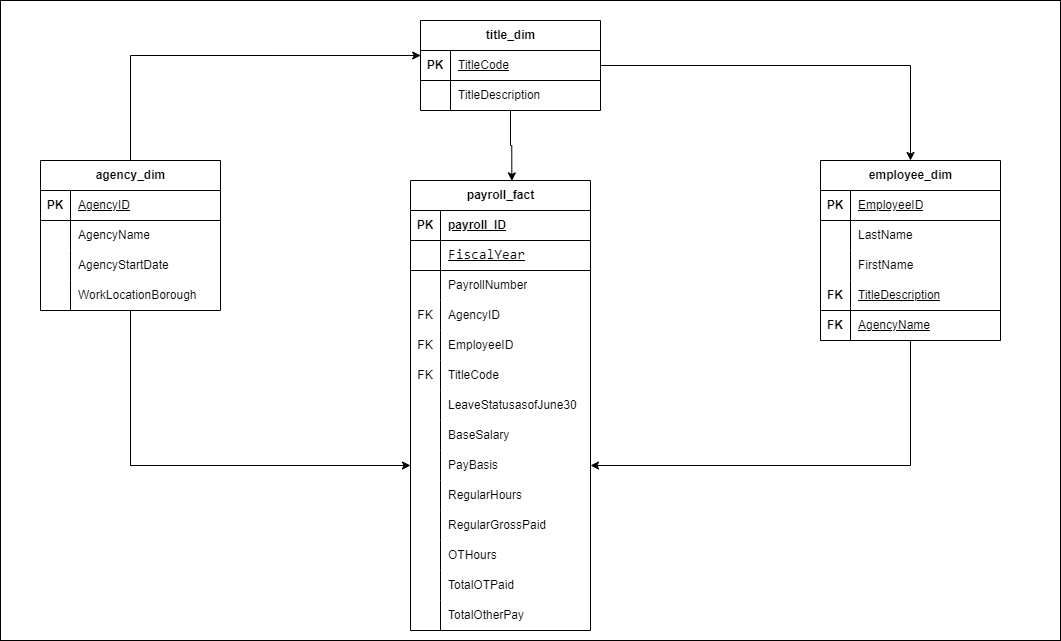 title_dim
PK TitleCode
TitleDescription
agency_dim
PK AgencyID
AgencyName
AgencyStartDate
WorkLocationBorough
payroll_fact
PK payroll_ID
FiscalYear
PayrollNumber
FK AgencyID
FK EmployeeID
FK TitleCode
LeaveStatusasofJune30
BaseSalary
PayBasis
RegularHours
RegularGrossPaid
OTHours
TotalOTPaid
TotalOtherPay
employee_dim
PK EmployeeID
LastName
FirstName
FK TitleDescription
FK AgencyName